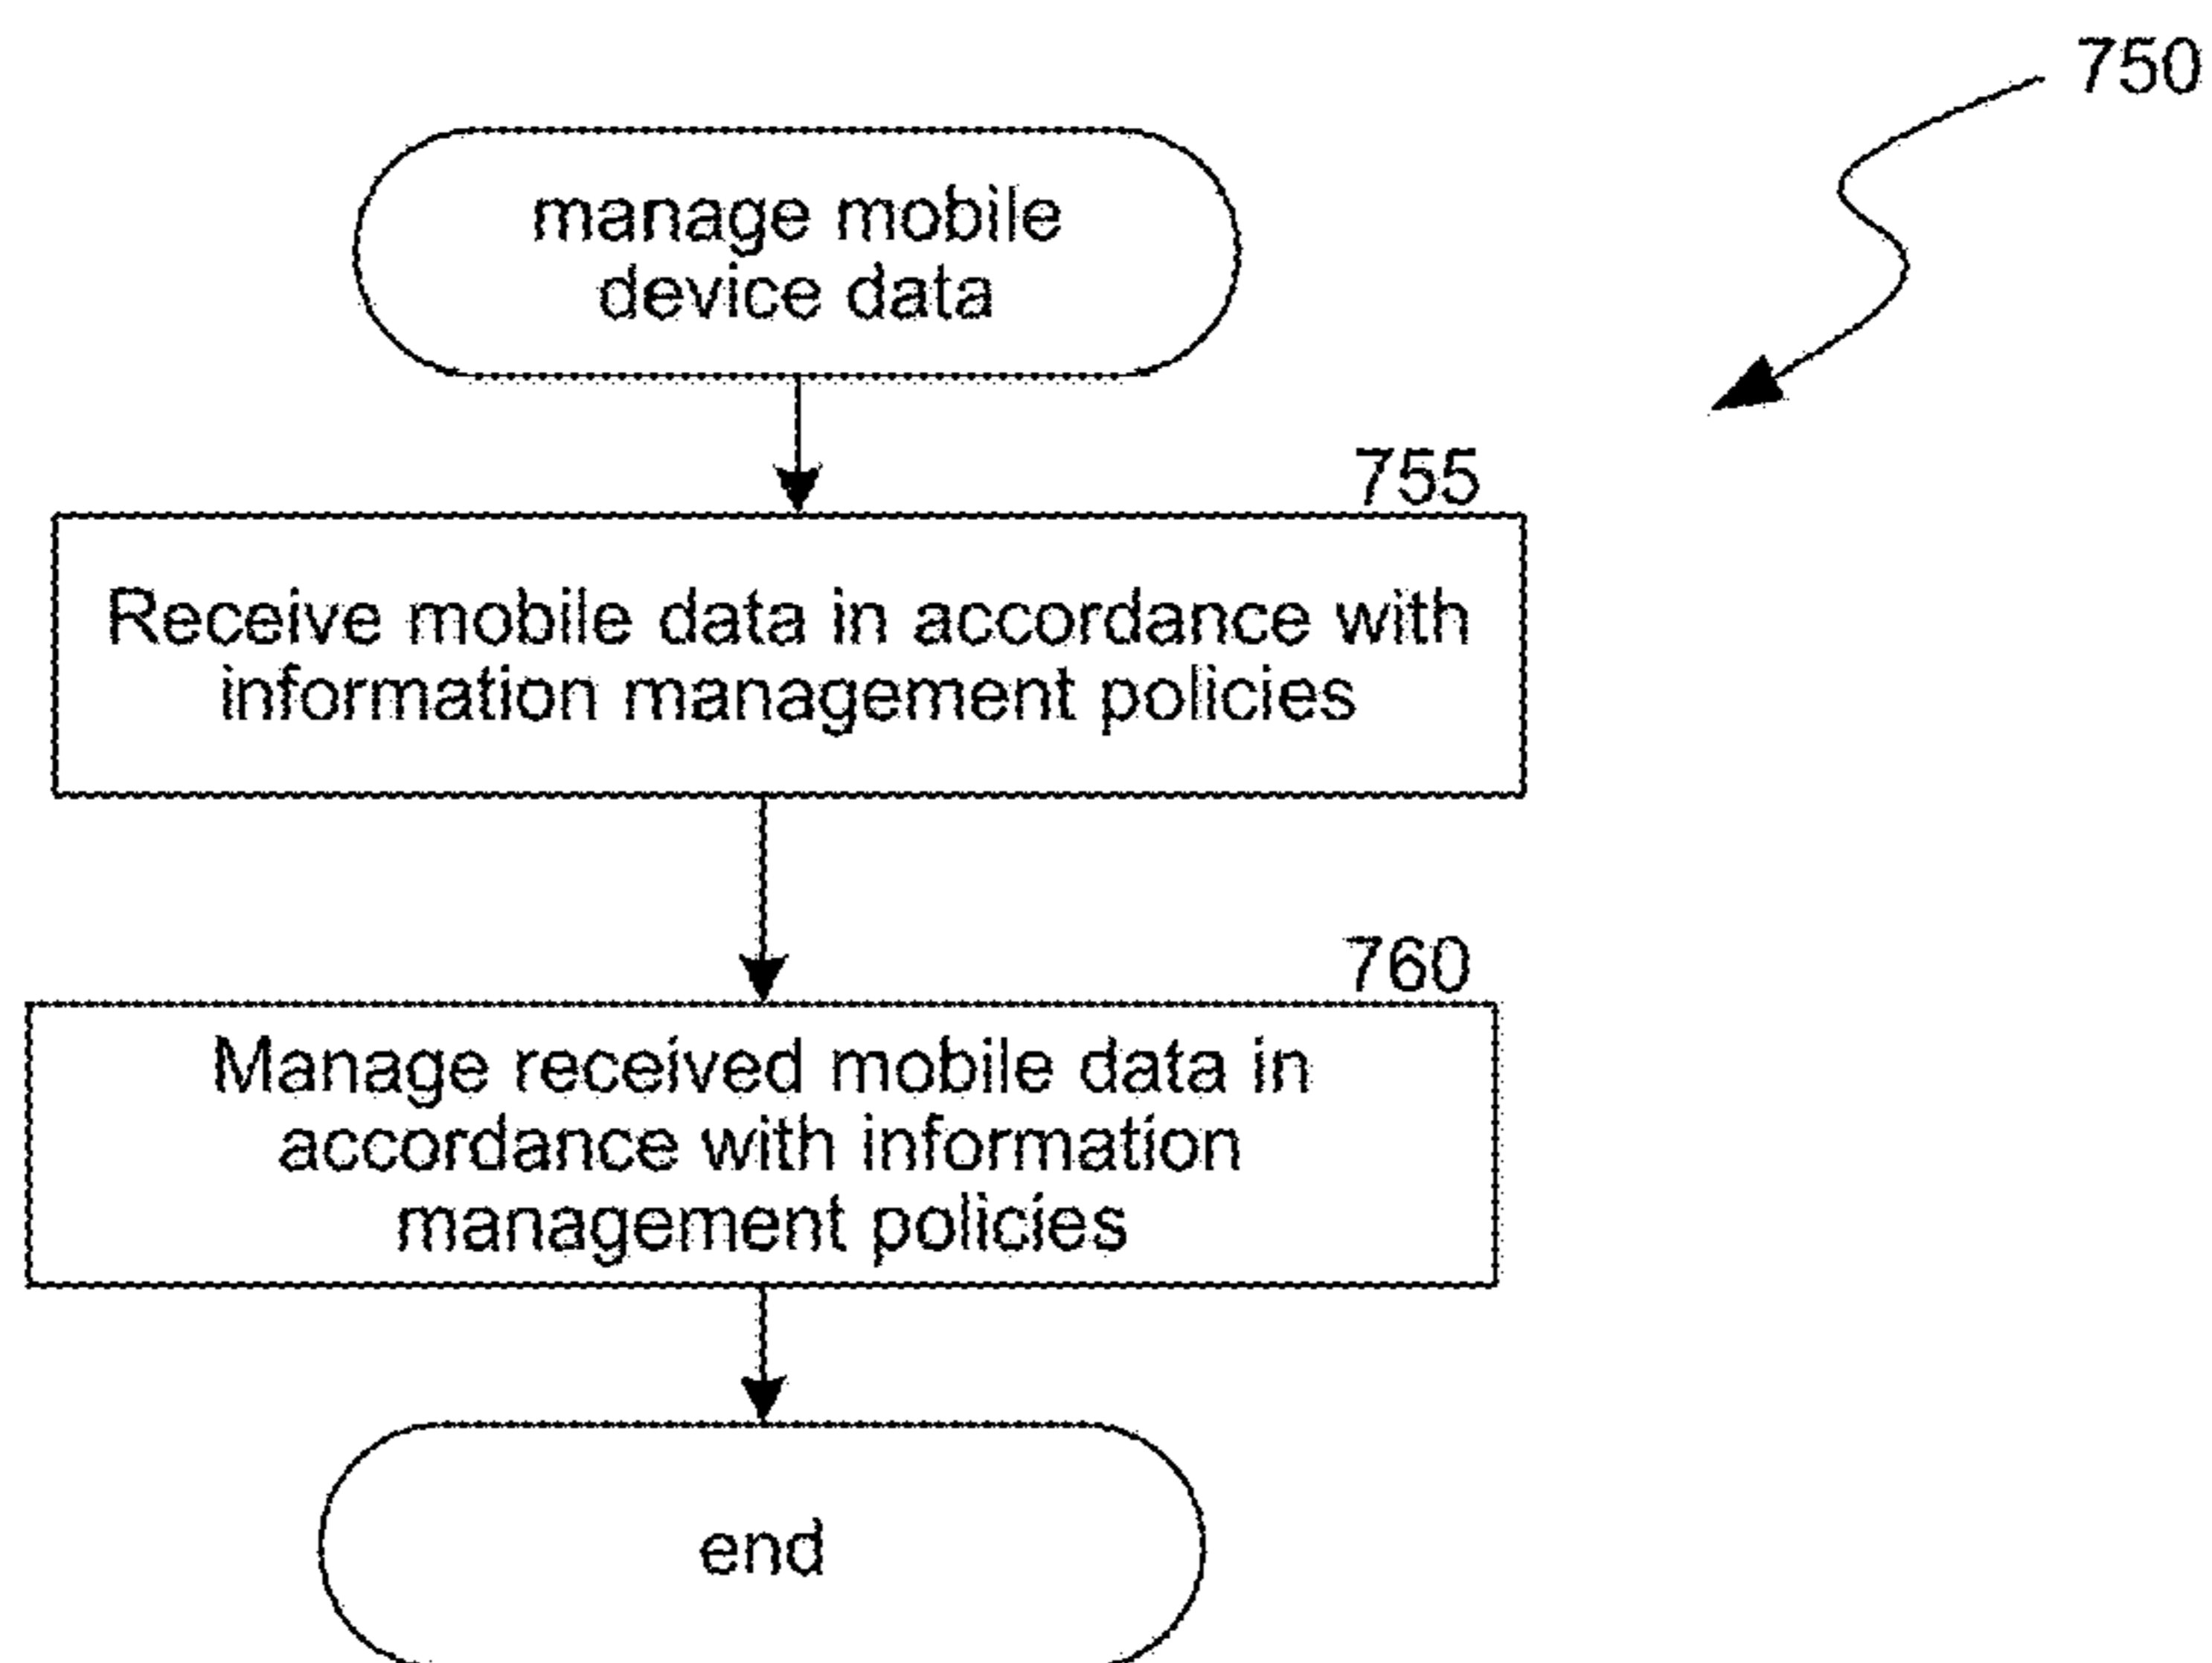 750
manage mobile
device data
755
Receive mobile data in accordance with
information management policies
760
Manage received mobile data in
accordance with information
management policies
end